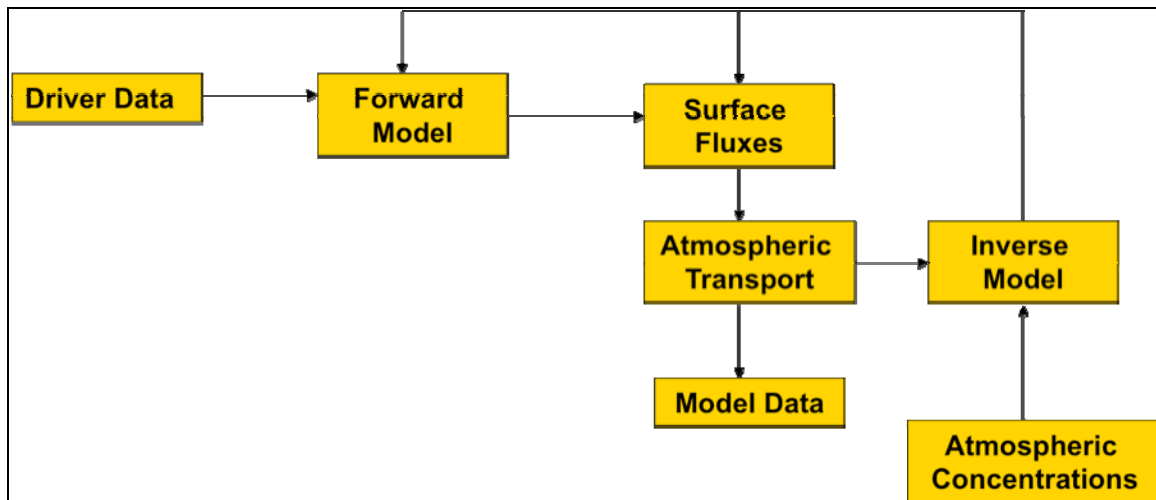 Driver Data
Forward
Model
Surface
Fluxes
Atmospheric
Transport
Inverse
Model
Model Data
Atmospheric
Concentrations